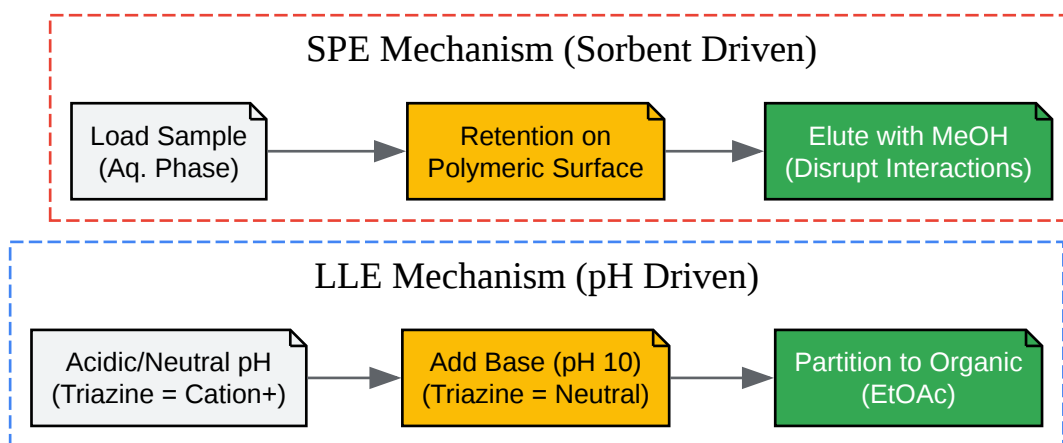 SPE Mechanism (Sorbent Driven)
Load Sample
(Aq. Phase)
Retention on
Polymeric Surface
Elute with MeOH
(Disrupt Interactions)
LLE Mechanism (pH Driven)
Acidic/Neutral pH
(Triazine = Cation+)
Add Base (pH 10)
(Triazine = Neutral)
Partition to Organic
(EtOAc)